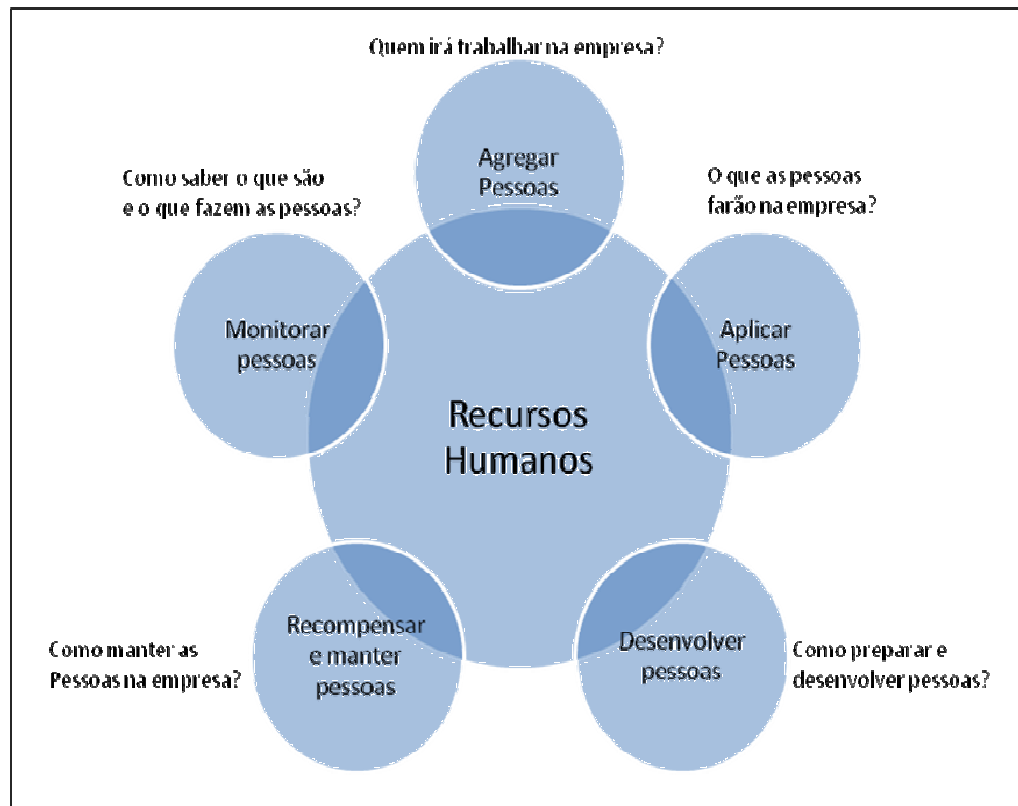 Quem irá trabalhar na empresa?
Agregar
Pessoas
O que as pessoas
farão na empresa?
Aplicar
Pessoas
Como preparar e
desenvolver pessoas?
Desenvolver
pessoas
Como manter as
Pessoas na empresa?
Recompensar
e manter
pessoas
Como saber o que são
e o que fazem as pessoas?
Monitorar
pessoas
Recursos
Humanos